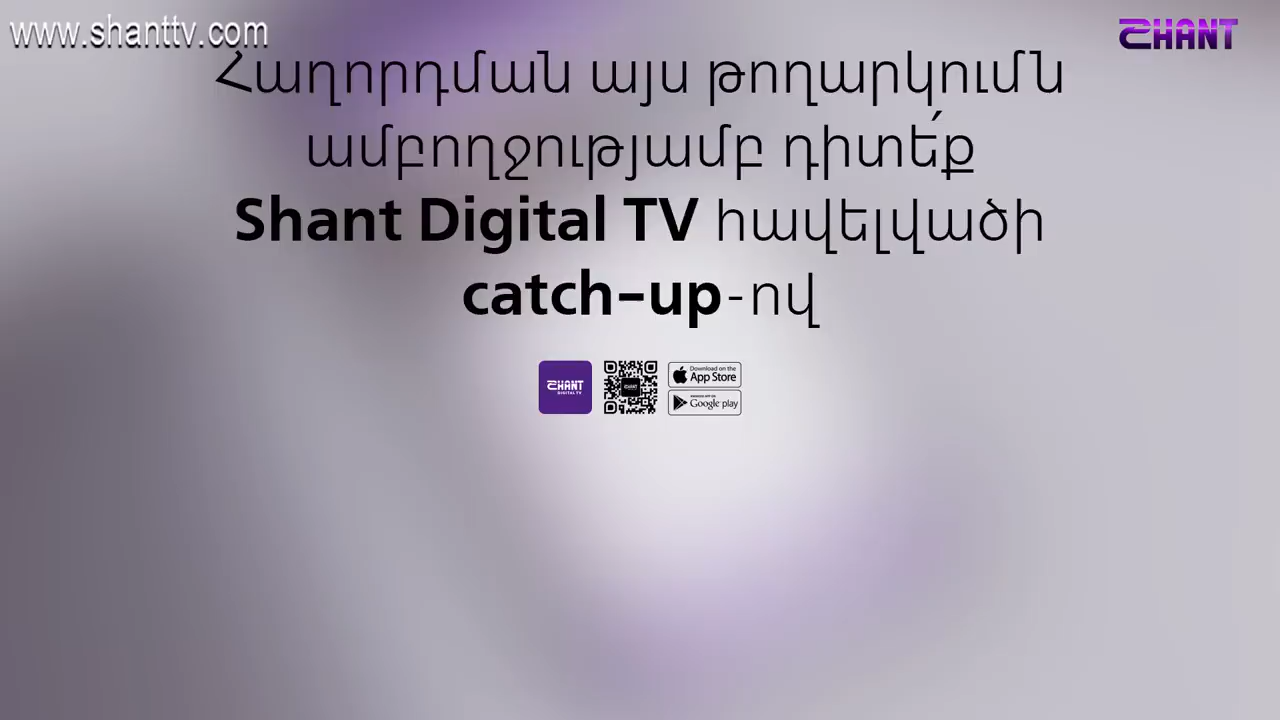 www.shanttv.com
SHANT
Հաղորդման այս թողարկումն
ամբողջությամբ դիտե՛ք
Shant Digital TV հավելվածի
catch-up-ով
SHANT
DIGITAL TV
SHANT
Download on the
App Store
Google play